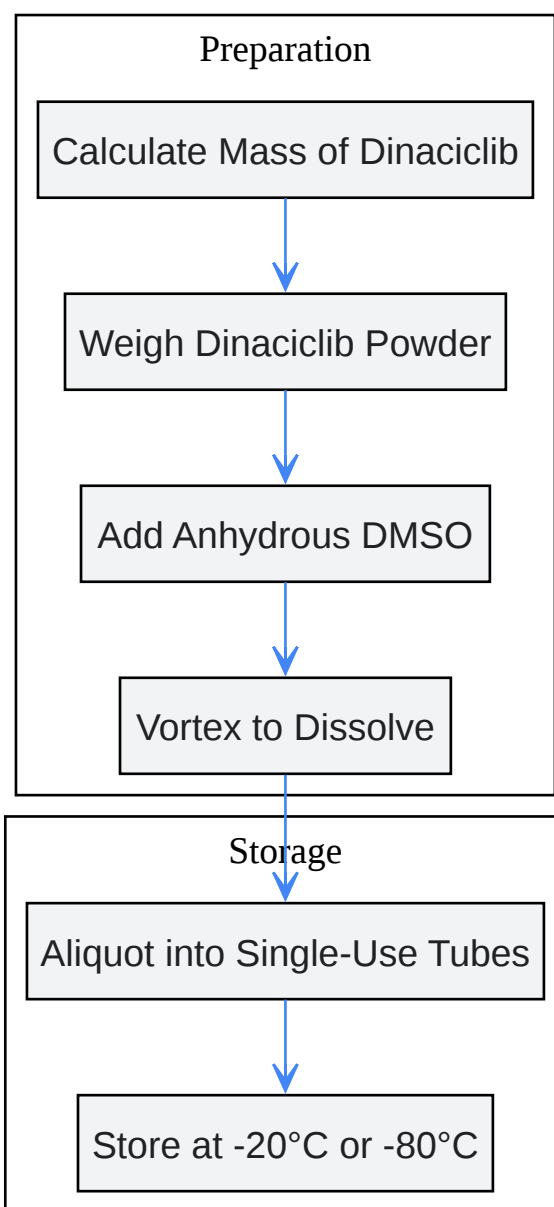 Preparation
Calculate Mass of Dinaciclib
Weigh Dinaciclib Powder
Add Anhydrous DMSO
Vortex to Dissolve
Storage
Aliquot into Single-Use Tubes
Store at -20°C or -80°C